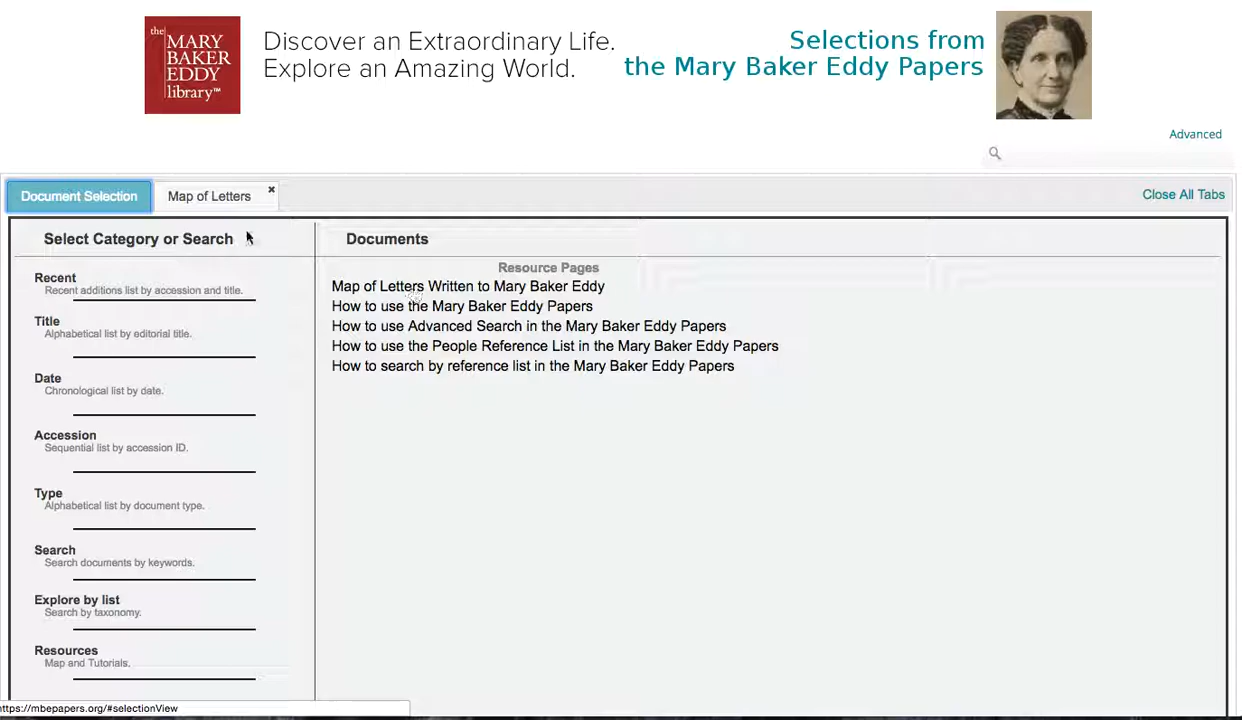 the
MARY
BAKER
EDDY
library™
Discover an Extraordinary Life.
Explore an Amazing World.
Selections from
the Mary Baker Eddy Papers
Advanced
Document Selection
Map of Letters
Close All Tabs
Select Category or Search
Recent
Recent additions list by accession and title.
Title
Alphabetical list by editorial title.
Date
Chronological list by date.
Accession
Sequential list by accession ID.
Type
Alphabetical list by document type.
Search
Search documents by keywords.
Explore by list
Search by taxonomy.
Resources
Map and Tutorials.
Documents
Resource Pages
Map of Letters Written to Mary Baker Eddy
How to use the Mary Baker Eddy Papers
How to use Advanced Search in the Mary Baker Eddy Papers
How to use the People Reference List in the Mary Baker Eddy Papers
How to search by reference list in the Mary Baker Eddy Papers
https://mbepapers.org/#selectionView